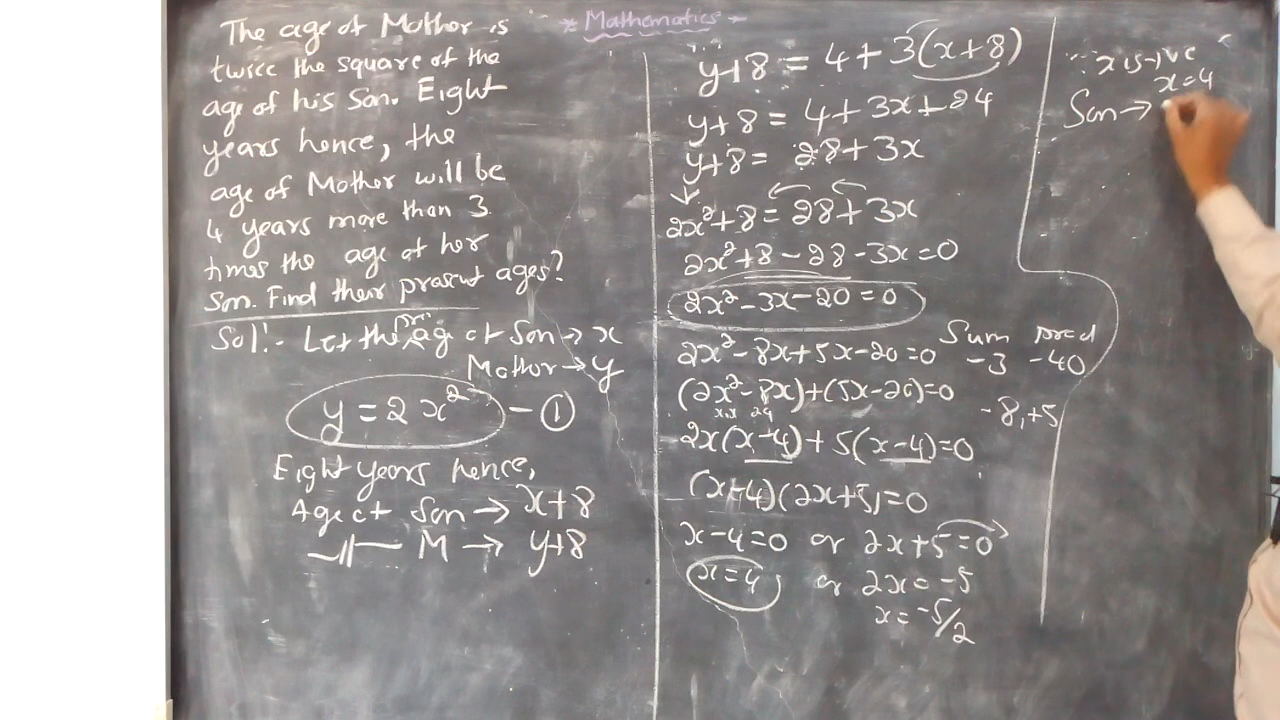 * Mathematics -
The age of Mother is
twice the square of the
age of his Son. Eight
years hence, the
age of Mother will be
4 years more than 3
times the age of her
Son. Find their present ages?
Sol:- Let the age of Son → x
Mother → y
y = 2x² - ①
Eight years hence,
Age of Son → x+8
-||- M → y+8
y+8 = 4+3(x+8)
y+8 = 4+3x+24
y+8 = 28+3x
2x²+8 = 28+3x
2x²+8-28-3x=0
2x²-3x-20=0
2x²-8x+5x-20=0
(2x²-8x)+(5x-20)=0
x.x 24
2x(x-4)+5(x-4)=0
(x-4)(2x+5)=0
x-4=0 or 2x+5=0
x=4 or 2x=-5
x=-5/2
Sum Prod
-3 -40
-8,+5
∵ x is +ve
x=4
Son →